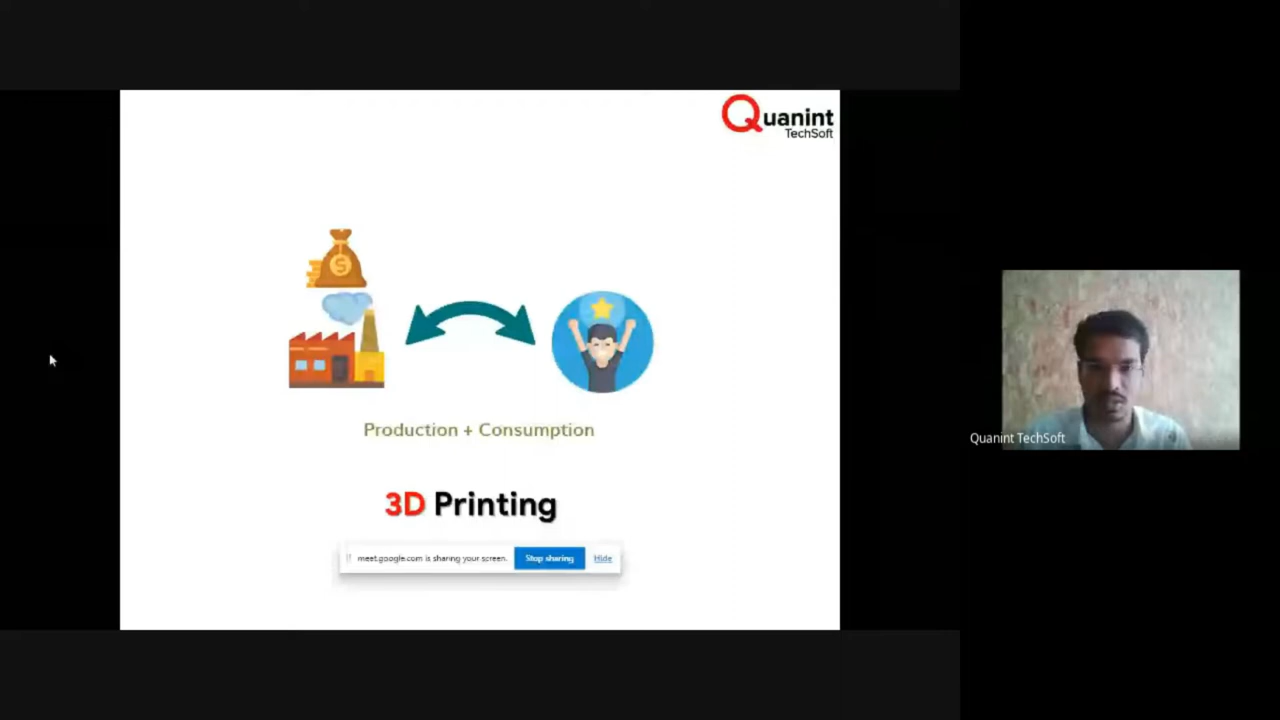 Quanint
TechSoft
Production + Consumption
3D Printing
meet.google.com is sharing your screen. Stop sharing Hide
Quanint TechSoft